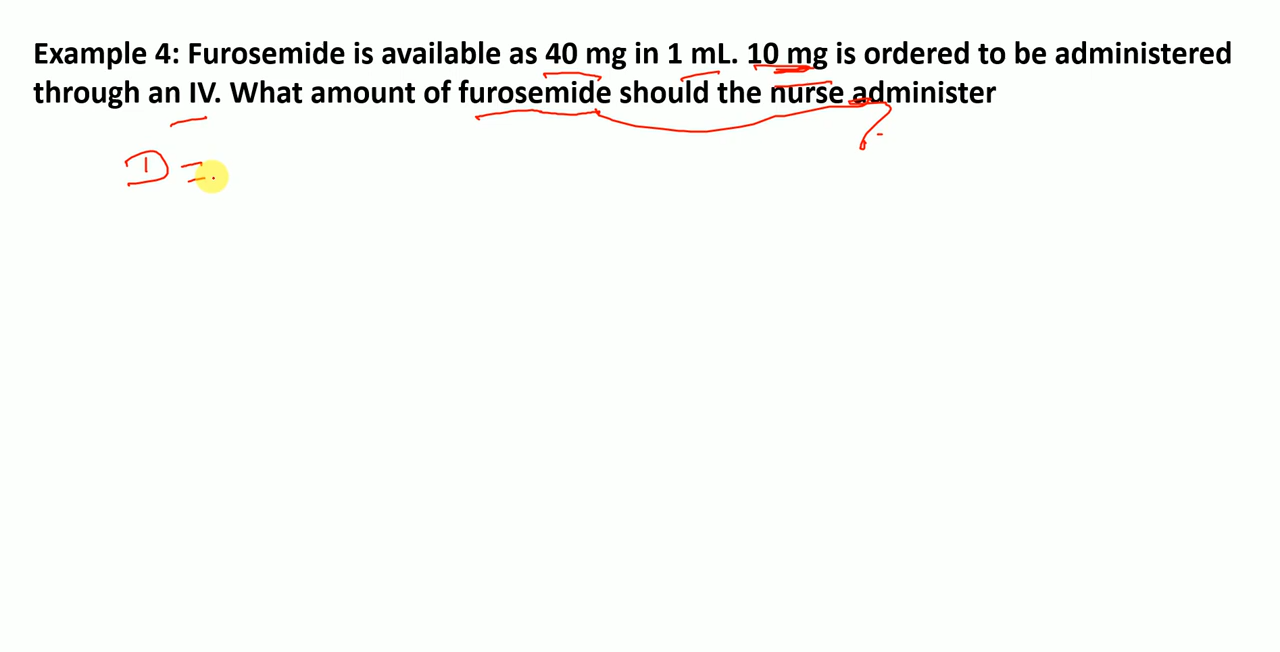 Example 4: Furosemide is available as 40 mg in 1 mL. 10 mg is ordered to be administered
through an IV. What amount of furosemide should the nurse administer
?
D =